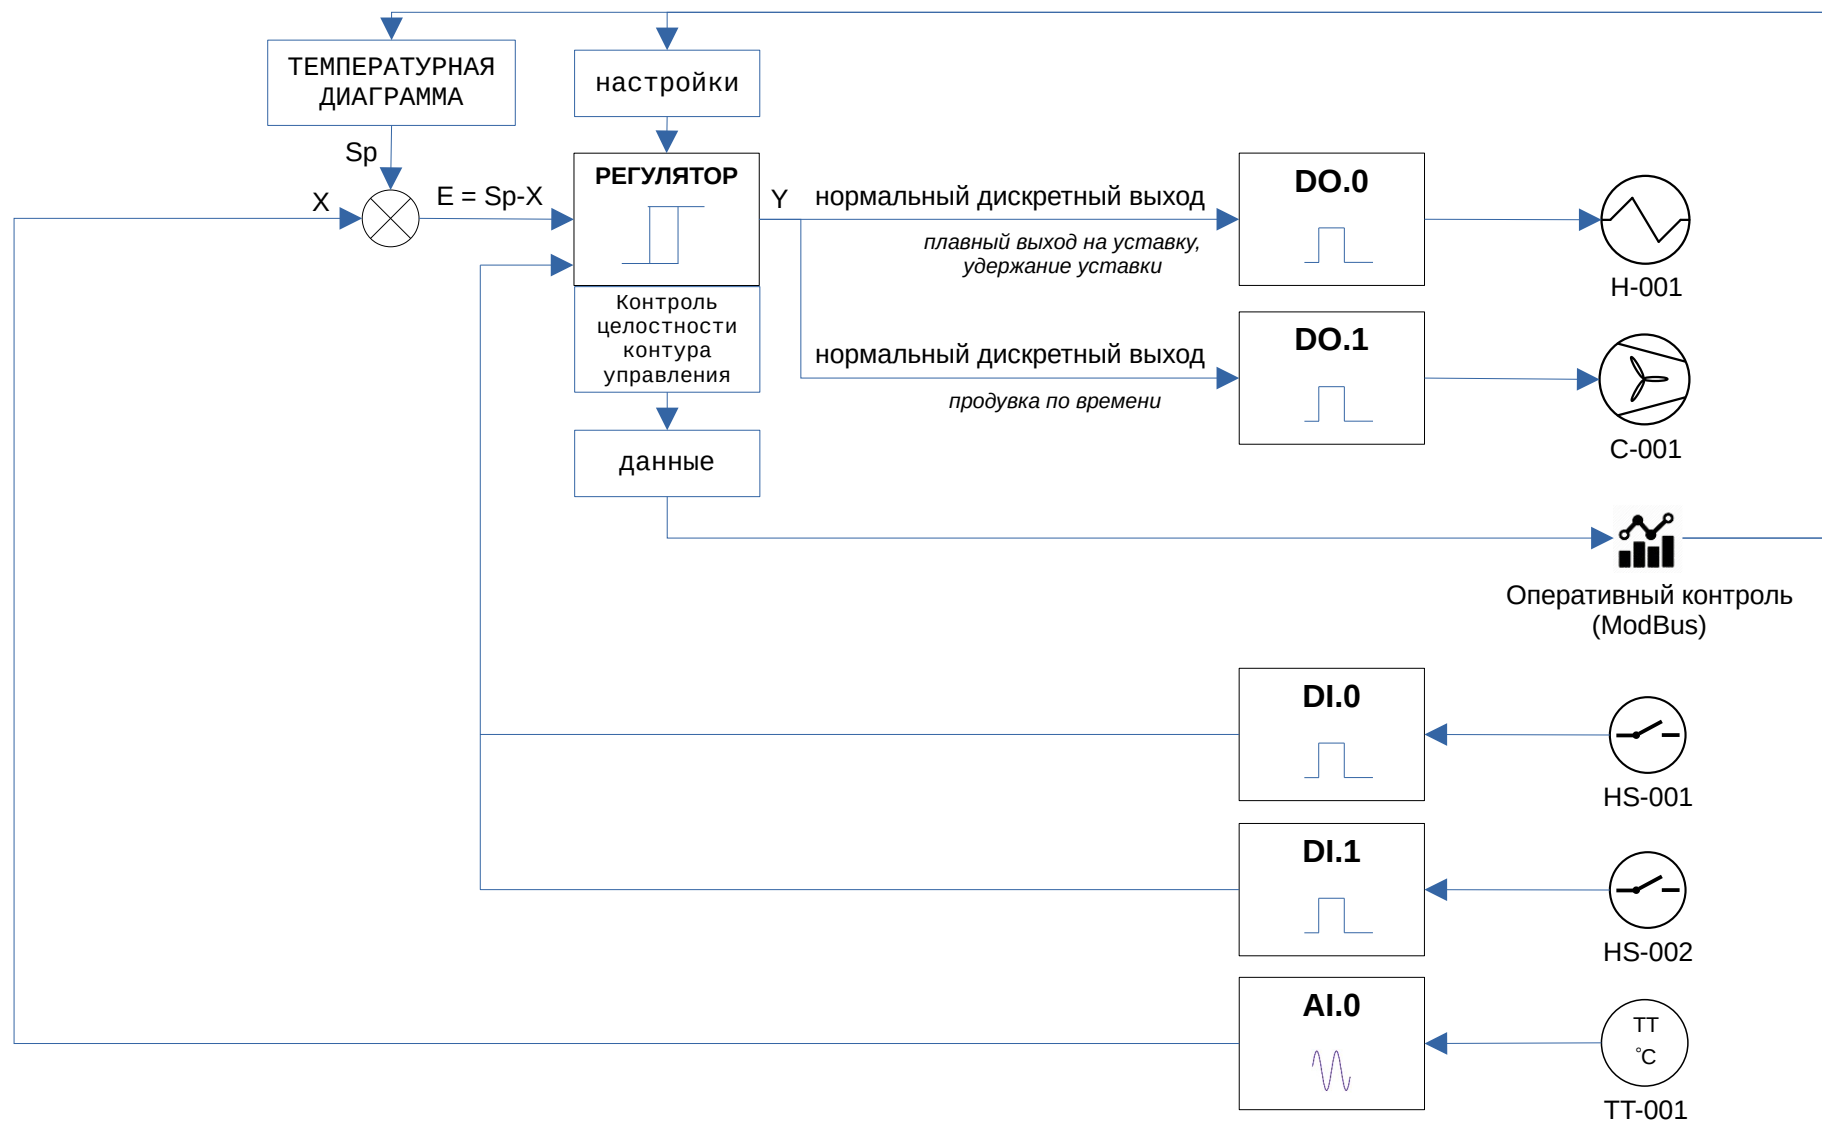 ТЕМПЕРАТУРНАЯ
ДИАГРАММА
настройки
Sp
X
E = Sp-X
РЕГУЛЯТОР
Y
нормальный дискретный выход
плавный выход на уставку,
удержание уставки
DO.0
H-001
Контроль
целостности
контура
управления
нормальный дискретный выход
продувка по времени
DO.1
C-001
данные
Оперативный контроль
(ModBus)
DI.0
HS-001
DI.1
HS-002
AI.0
TT
°C
TT-001